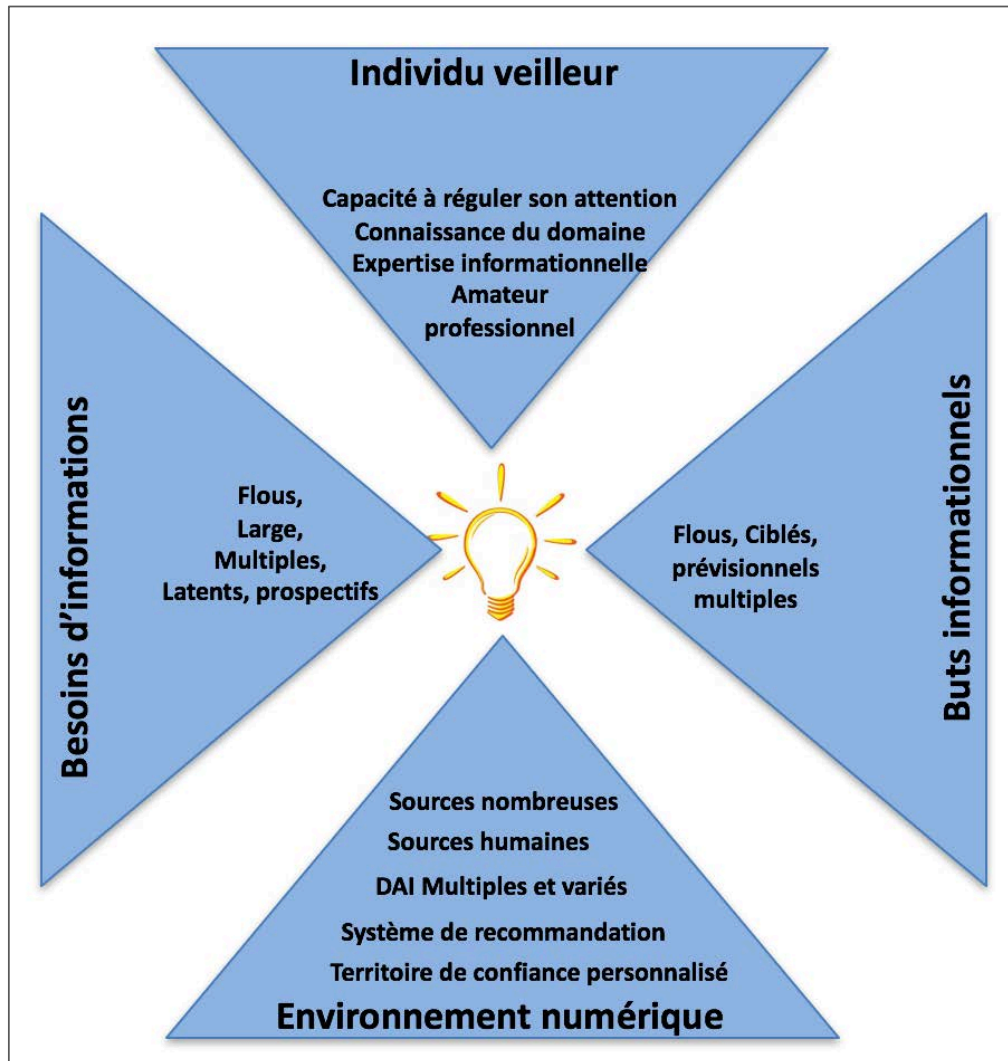 Individu veilleur
Capacité à réguler son attention
Connaissance du domaine
Expertise informationnelle
Amateur
professionnel
Besoins d'informations
Flous,
Large,
Multiples,
Latents, prospectifs
Flous, Ciblés,
prévisionnels
multiples
Buts informationnels
Sources nombreuses
Sources humaines
DAI Multiples et variés
Système de recommandation
Territoire de confiance personnalisé
Environnement numérique